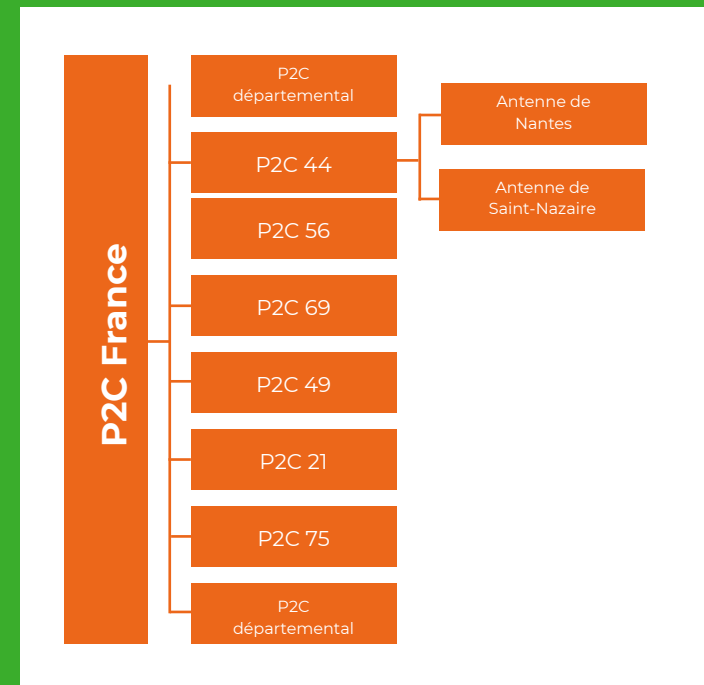 P2C France
P2C
départemental
P2C 44
P2C 56
P2C 69
P2C 49
P2C 21
P2C 75
P2C
départemental
Antenne de
Nantes
Antenne de
Saint-Nazaire